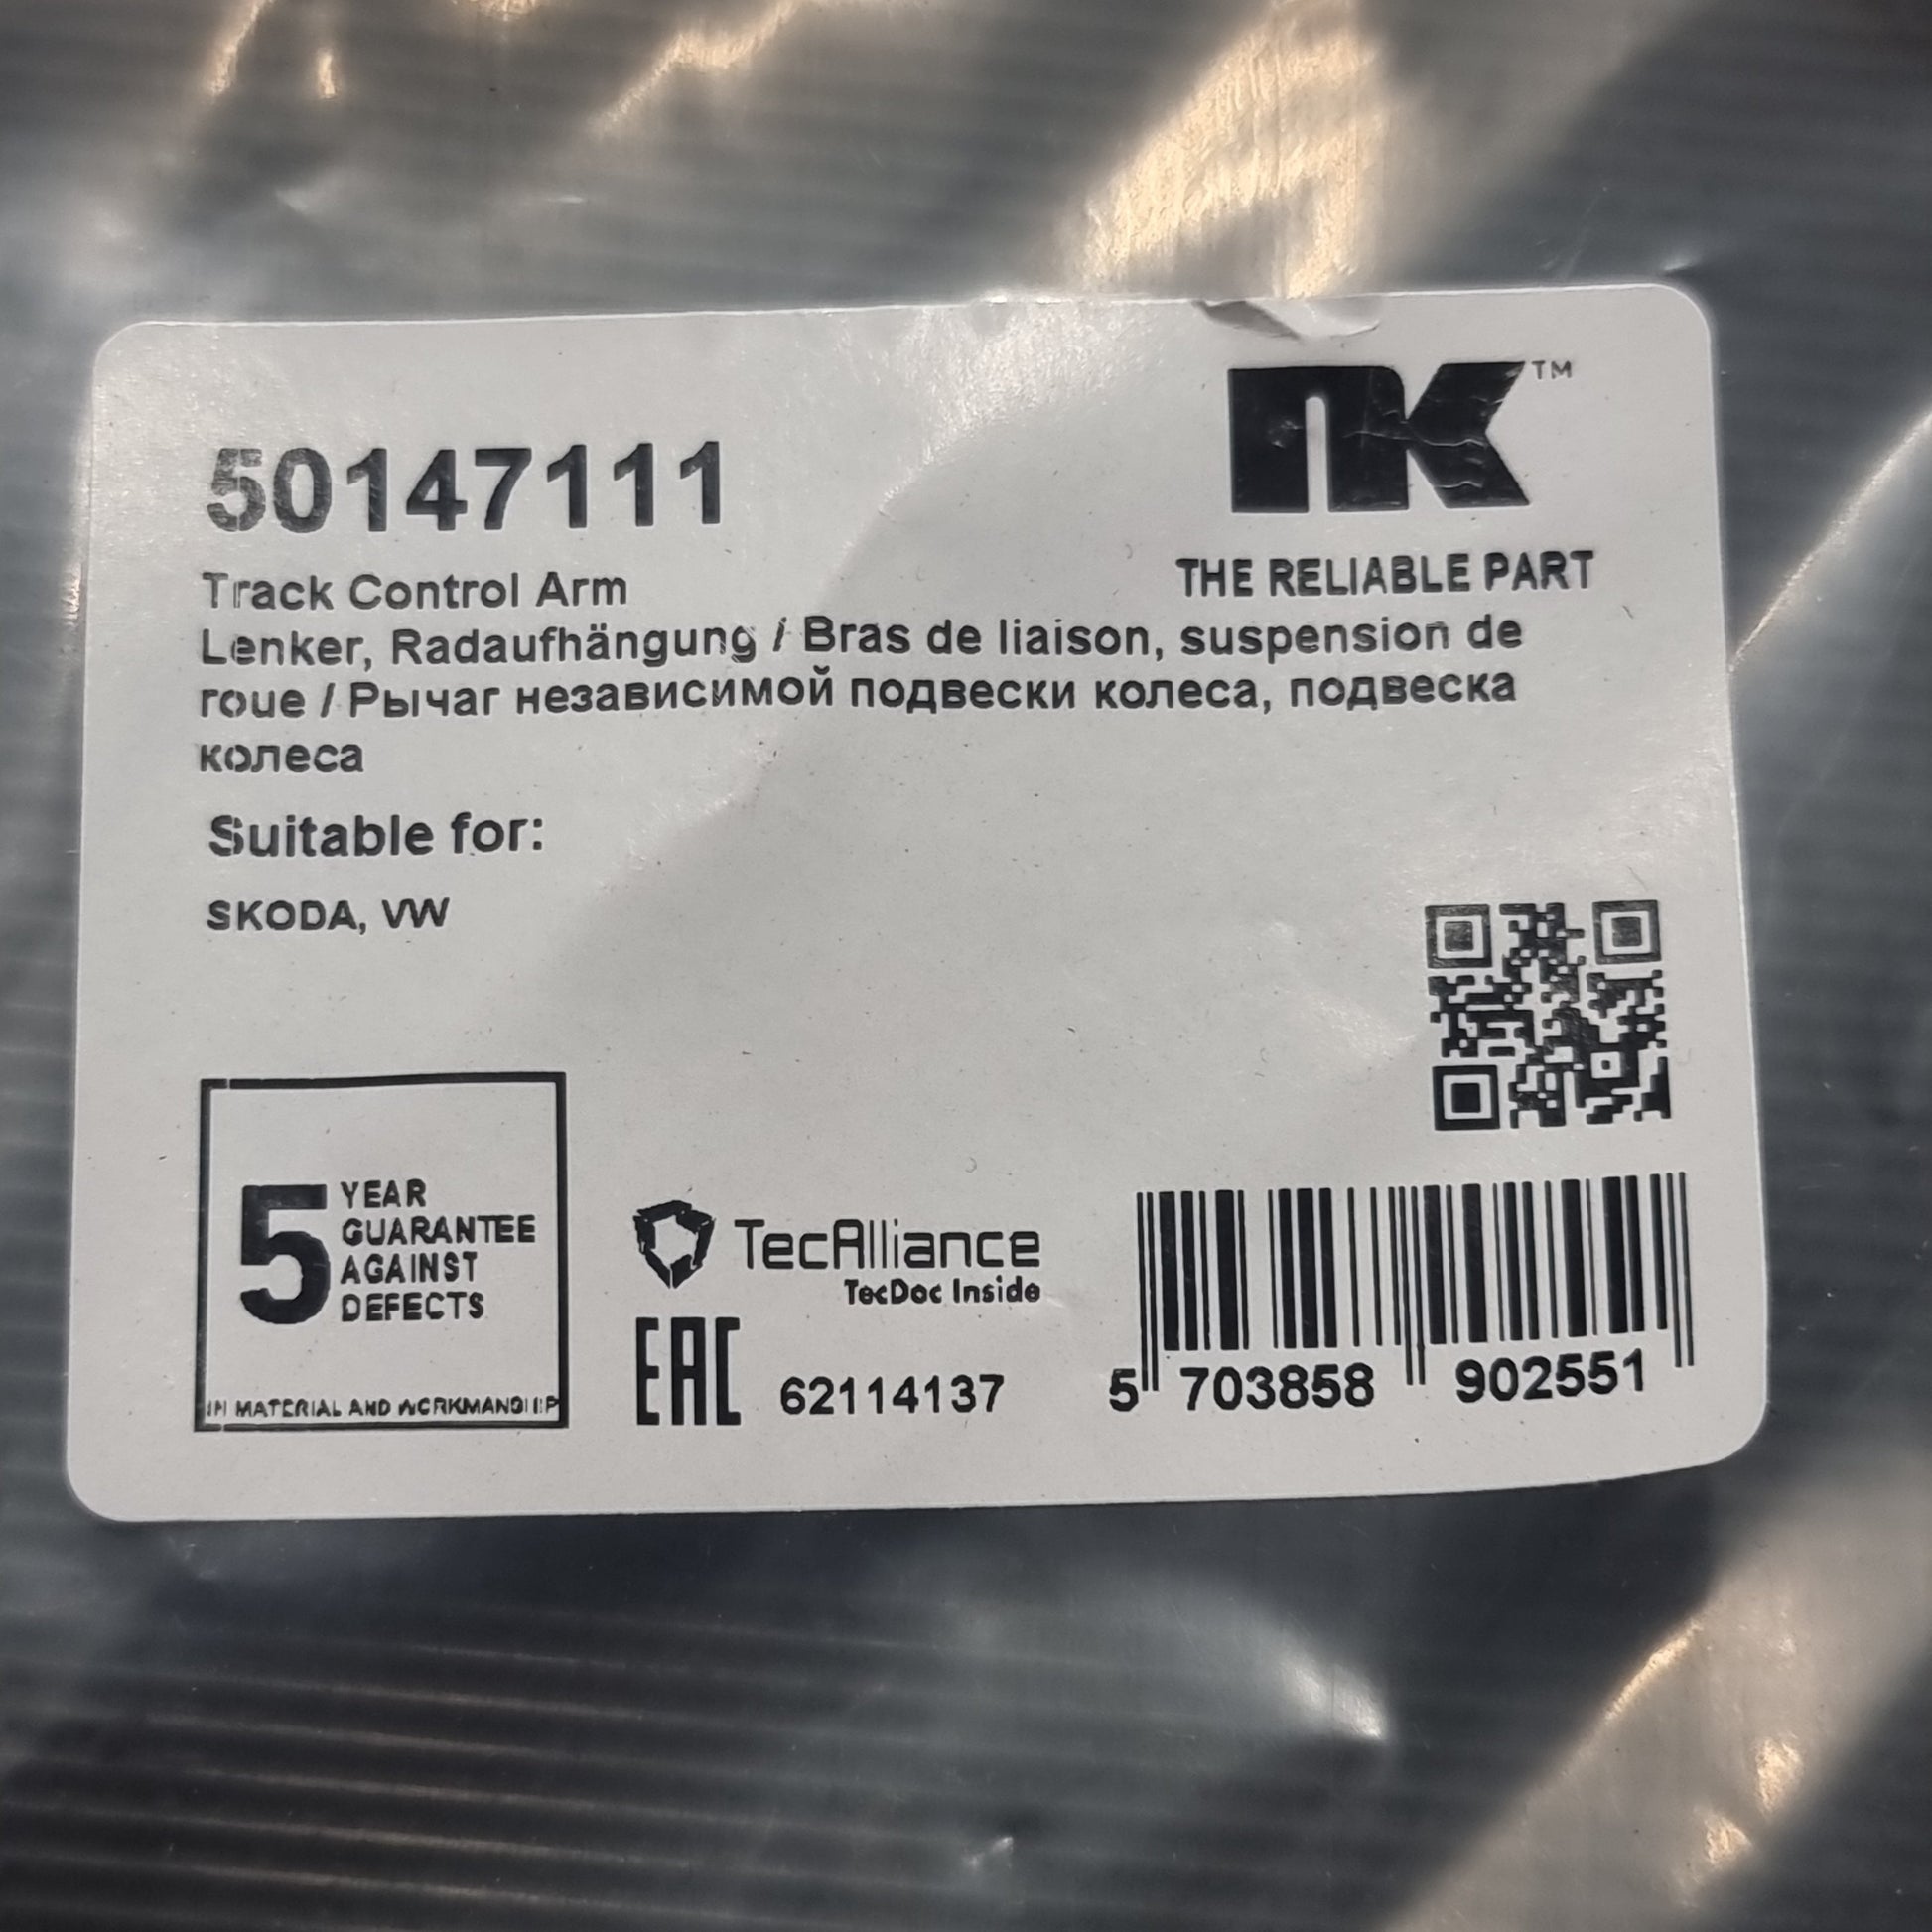 nK™
50147111
THE RELIABLE PART
Track Control Arm
Lenker, Radaufhängung / Bras de liaison, suspension de
roue / Рычаг независимой подвески колеса, подвеска
колеса
Suitable for:
SKODA, VW
5 YEAR
GUARANTEE
AGAINST
DEFECTS
IN MATERIAL AND WORKMANSHIP
TecAlliance
TecDoc Inside
EAC 62114137
5 703858 902551